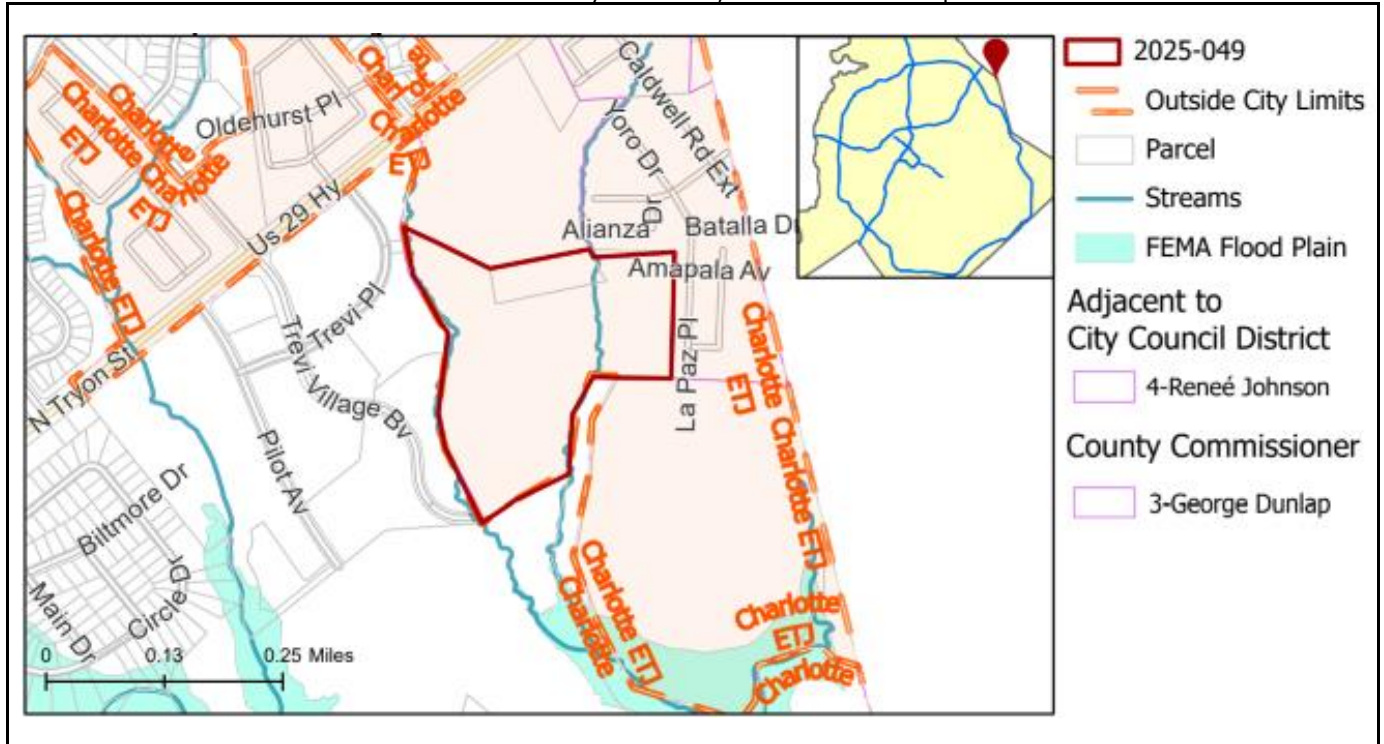 2025-049
Outside City Limits
Parcel
Streams
FEMA Flood Plain
Adjacent to
City Council District
4-Reneé Johnson
County Commissioner
3-George Dunlap
Oldehurst Pl
Us 29 Hy
N Tryon St
Trevi Pl
Trevi Village Bv
Pilot Av
Biltmore Dr
Circle Dr
Main Dr
Caldwell Rd Ext
Yoro Dr
Alianza
Dr
Batalla Dr
Amapala Av
La Paz Pl
Charlotte
ETJ
Charlotte
Charlotte
ETJ
Charlotte
Charlotte ETJ
Charlotte
ETJ
Charlotte
Charlotte ETJ
Charlotte ETJ
Charlotte
Charlotte
ETJ
Charlotte
0 0.13 0.25 Miles